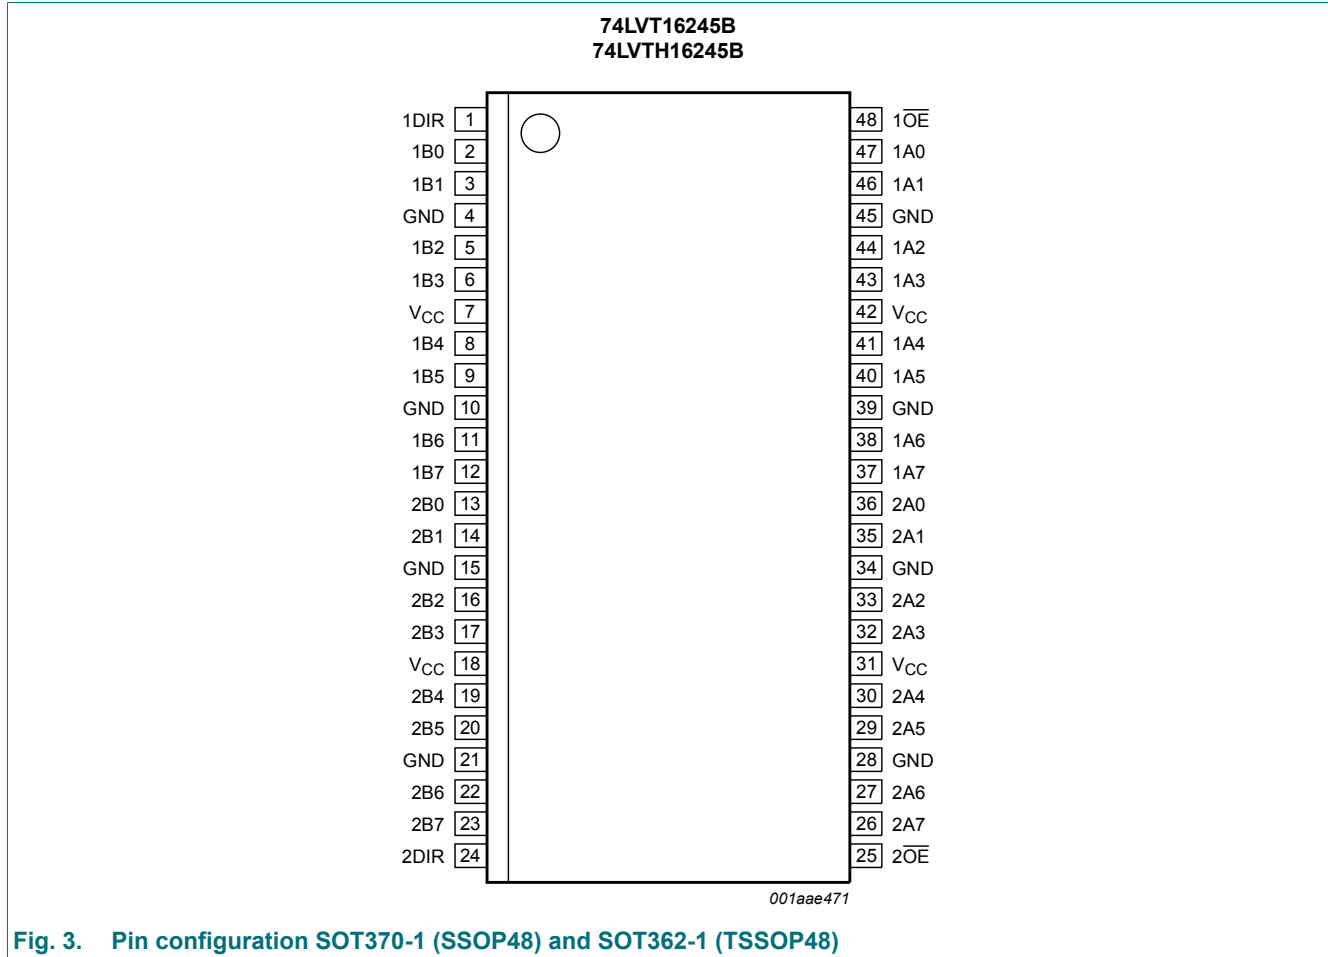 74LVT16245B
74LVTH16245B
1DIR 1 48 1O̅E̅
1B0 2 47 1A0
1B1 3 46 1A1
GND 4 45 GND
1B2 5 44 1A2
1B3 6 43 1A3
VCC 7 42 VCC
1B4 8 41 1A4
1B5 9 40 1A5
GND 10 39 GND
1B6 11 38 1A6
1B7 12 37 1A7
2B0 13 36 2A0
2B1 14 35 2A1
GND 15 34 GND
2B2 16 33 2A2
2B3 17 32 2A3
VCC 18 31 VCC
2B4 19 30 2A4
2B5 20 29 2A5
GND 21 28 GND
2B6 22 27 2A6
2B7 23 26 2A7
2DIR 24 25 2O̅E̅
001aae471
Fig. 3. Pin configuration SOT370-1 (SSOP48) and SOT362-1 (TSSOP48)